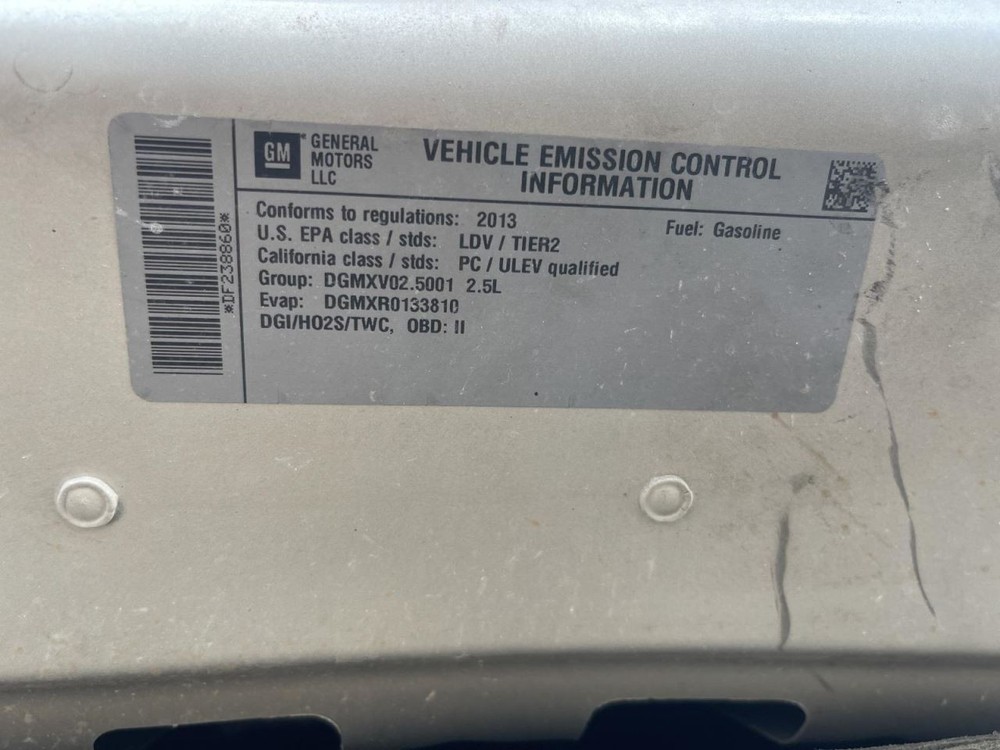 GM
GENERAL
MOTORS
LLC
VEHICLE EMISSION CONTROL
INFORMATION
Conforms to regulations: 2013
Fuel: Gasoline
U.S. EPA class / stds: LDV / TIER2
California class / stds: PC / ULEV qualified
Group: DGMXV02.5001 2.5L
Evap: DGMXR0133810
DGI/HO2S/TWC, OBD: II
*DF238860*